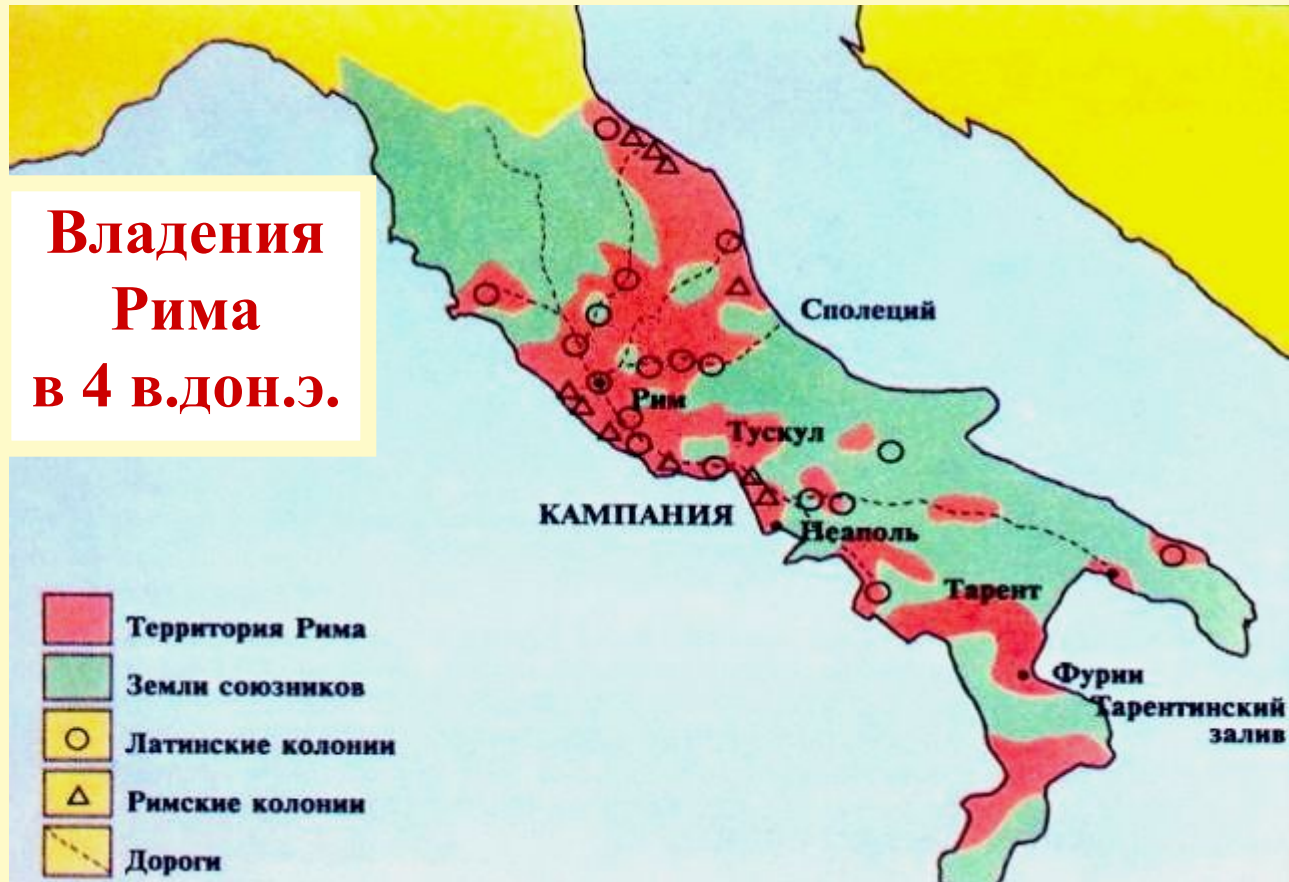 Владения
Рима
в 4 в.дон.э.
Сполеций
Рим
Тускул
КАМПАНИЯ
Неаполь
Тарент
Фурии
Тарентинский
залив
Территория Рима
Земли союзников
Латинские колонии
Римские колонии
Дороги